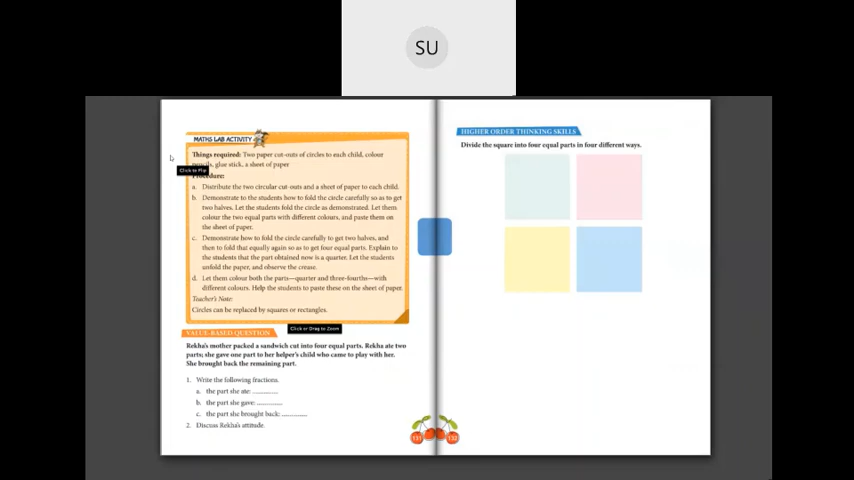 SU
MATHS LAB ACTIVITY
Things required: Two paper cut-outs of circles to each child, colour
pencils, glue stick, a sheet of paper
Click to Flip
Procedure:
a. Distribute the two circular cut-outs and a sheet of paper to each child.
b. Demonstrate to the students how to fold the circle carefully so as to get
two halves. Let the students fold the circle as demonstrated. Let them
colour the two equal parts with different colours, and paste them on
the sheet of paper.
c. Demonstrate how to fold the circle carefully to get two halves, and
then to fold that equally again so as to get four equal parts. Explain to
the students that the part obtained now is a quarter. Let the students
unfold the paper, and observe the crease.
d. Let them colour both the parts—quarter and three-fourths—with
different colours. Help the students to paste these on the sheet of paper.
Teacher's Note:
Circles can be replaced by squares or rectangles.
Click or Drag to Zoom
VALUE-BASED QUESTION
Rekha's mother packed a sandwich cut into four equal parts. Rekha ate two
parts; she gave one part to her helper's child who came to play with her.
She brought back the remaining part.
1. Write the following fractions.
a. the part she ate: ............
b. the part she gave: ............
c. the part she brought back: ............
2. Discuss Rekha's attitude.
131
HIGHER ORDER THINKING SKILLS
Divide the square into four equal parts in four different ways.
132